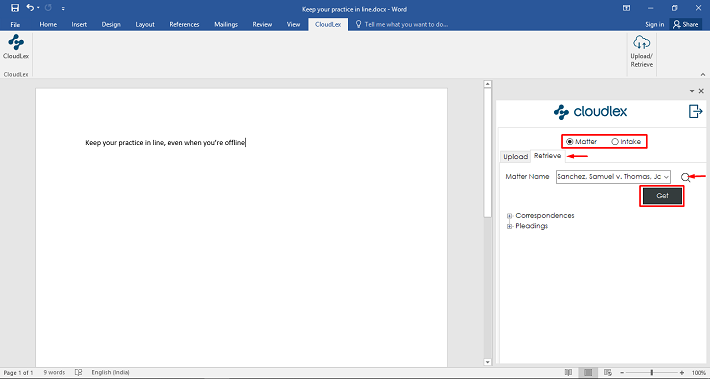 Keep your practice in line.docx - Word
File Home Insert Design Layout References Mailings Review View CloudLex Tell me what you want to do... Sign in Share
CloudLex
Upload/
Retrieve
CloudLex
cloudlex
Keep your practice in line, even when you're offline
Matter Intake
Upload Retrieve
Matter Name Sanchez, Samuel v. Thomas, Jc
Get
Correspondences
Pleadings
Page 1 of 1 9 words English (India) 100%